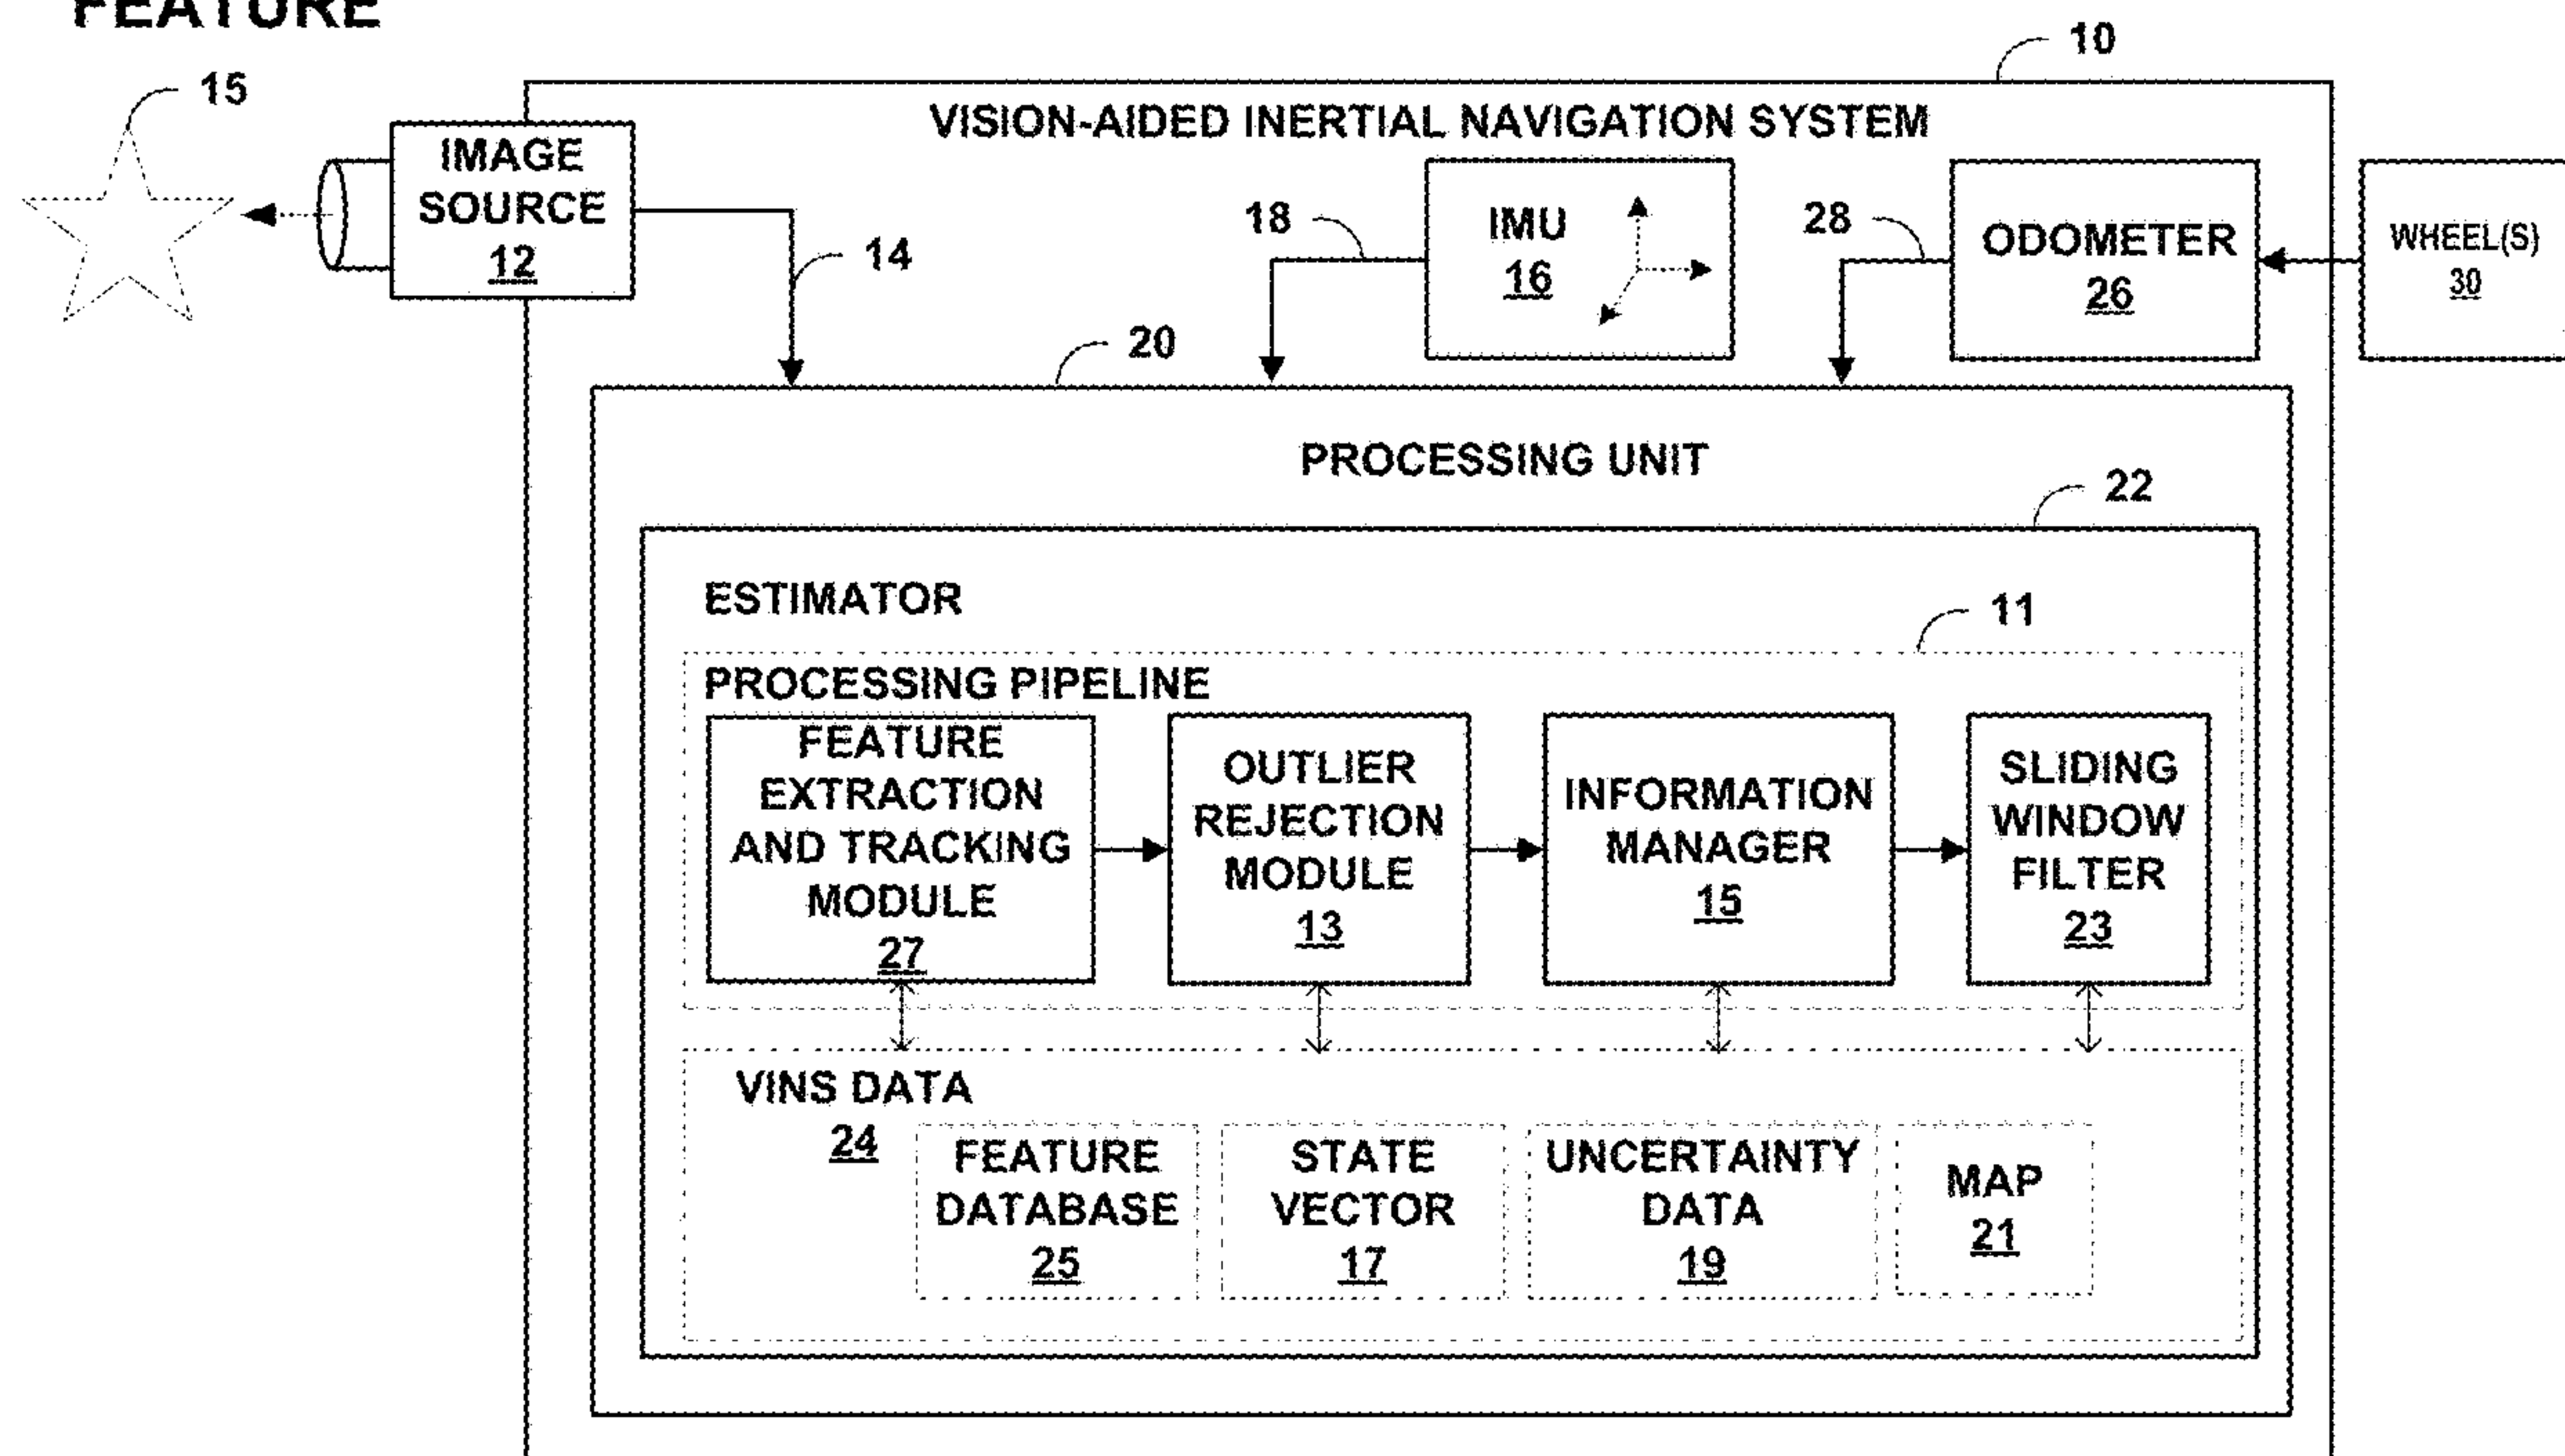 FEATURE
10
15
VISION-AIDED INERTIAL NAVIGATION SYSTEM
IMAGE
SOURCE
12
14
18
IMU
16
28
ODOMETER
26
WHEEL(S)
30
20
PROCESSING UNIT
22
ESTIMATOR
11
PROCESSING PIPELINE
FEATURE
EXTRACTION
AND TRACKING
MODULE
27
OUTLIER
REJECTION
MODULE
13
INFORMATION
MANAGER
15
SLIDING
WINDOW
FILTER
23
VINS DATA
24
FEATURE
DATABASE
25
STATE
VECTOR
17
UNCERTAINTY
DATA
19
MAP
21